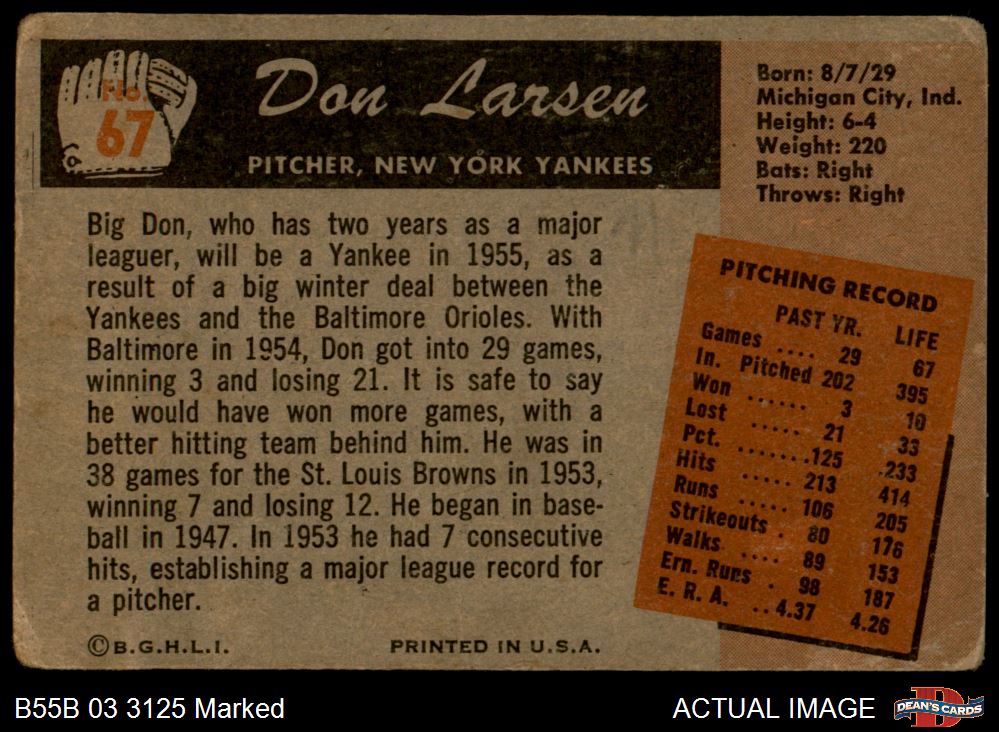 No.
67
Don Larsen
PITCHER, NEW YORK YANKEES
Born: 8/7/29
Michigan City, Ind.
Height: 6-4
Weight: 220
Bats: Right
Throws: Right
Big Don, who has two years as a major
leaguer, will be a Yankee in 1955, as a
result of a big winter deal between the
Yankees and the Baltimore Orioles. With
Baltimore in 1954, Don got into 29 games,
winning 3 and losing 21. It is safe to say
he would have won more games, with a
better hitting team behind him. He was in
38 games for the St. Louis Browns in 1953,
winning 7 and losing 12. He began in base-
ball in 1947. In 1953 he had 7 consecutive
hits, establishing a major league record for
a pitcher.
PITCHING RECORD
PAST YR. LIFE
Games .... 29 67
In. Pitched 202 395
Won ...... 3 10
Lost ..... 21 33
Pct. .......125 .233
Hits ..... 213 414
Runs ..... 106 205
Strikeouts . 80 176
Walks .... 89 153
Ern. Runs . 98 187
E. R. A. ..4.37 4.26
©B.G.H.L.I. PRINTED IN U.S.A.
B55B 03 3125 Marked ACTUAL IMAGE
D
DEAN'S CARDS